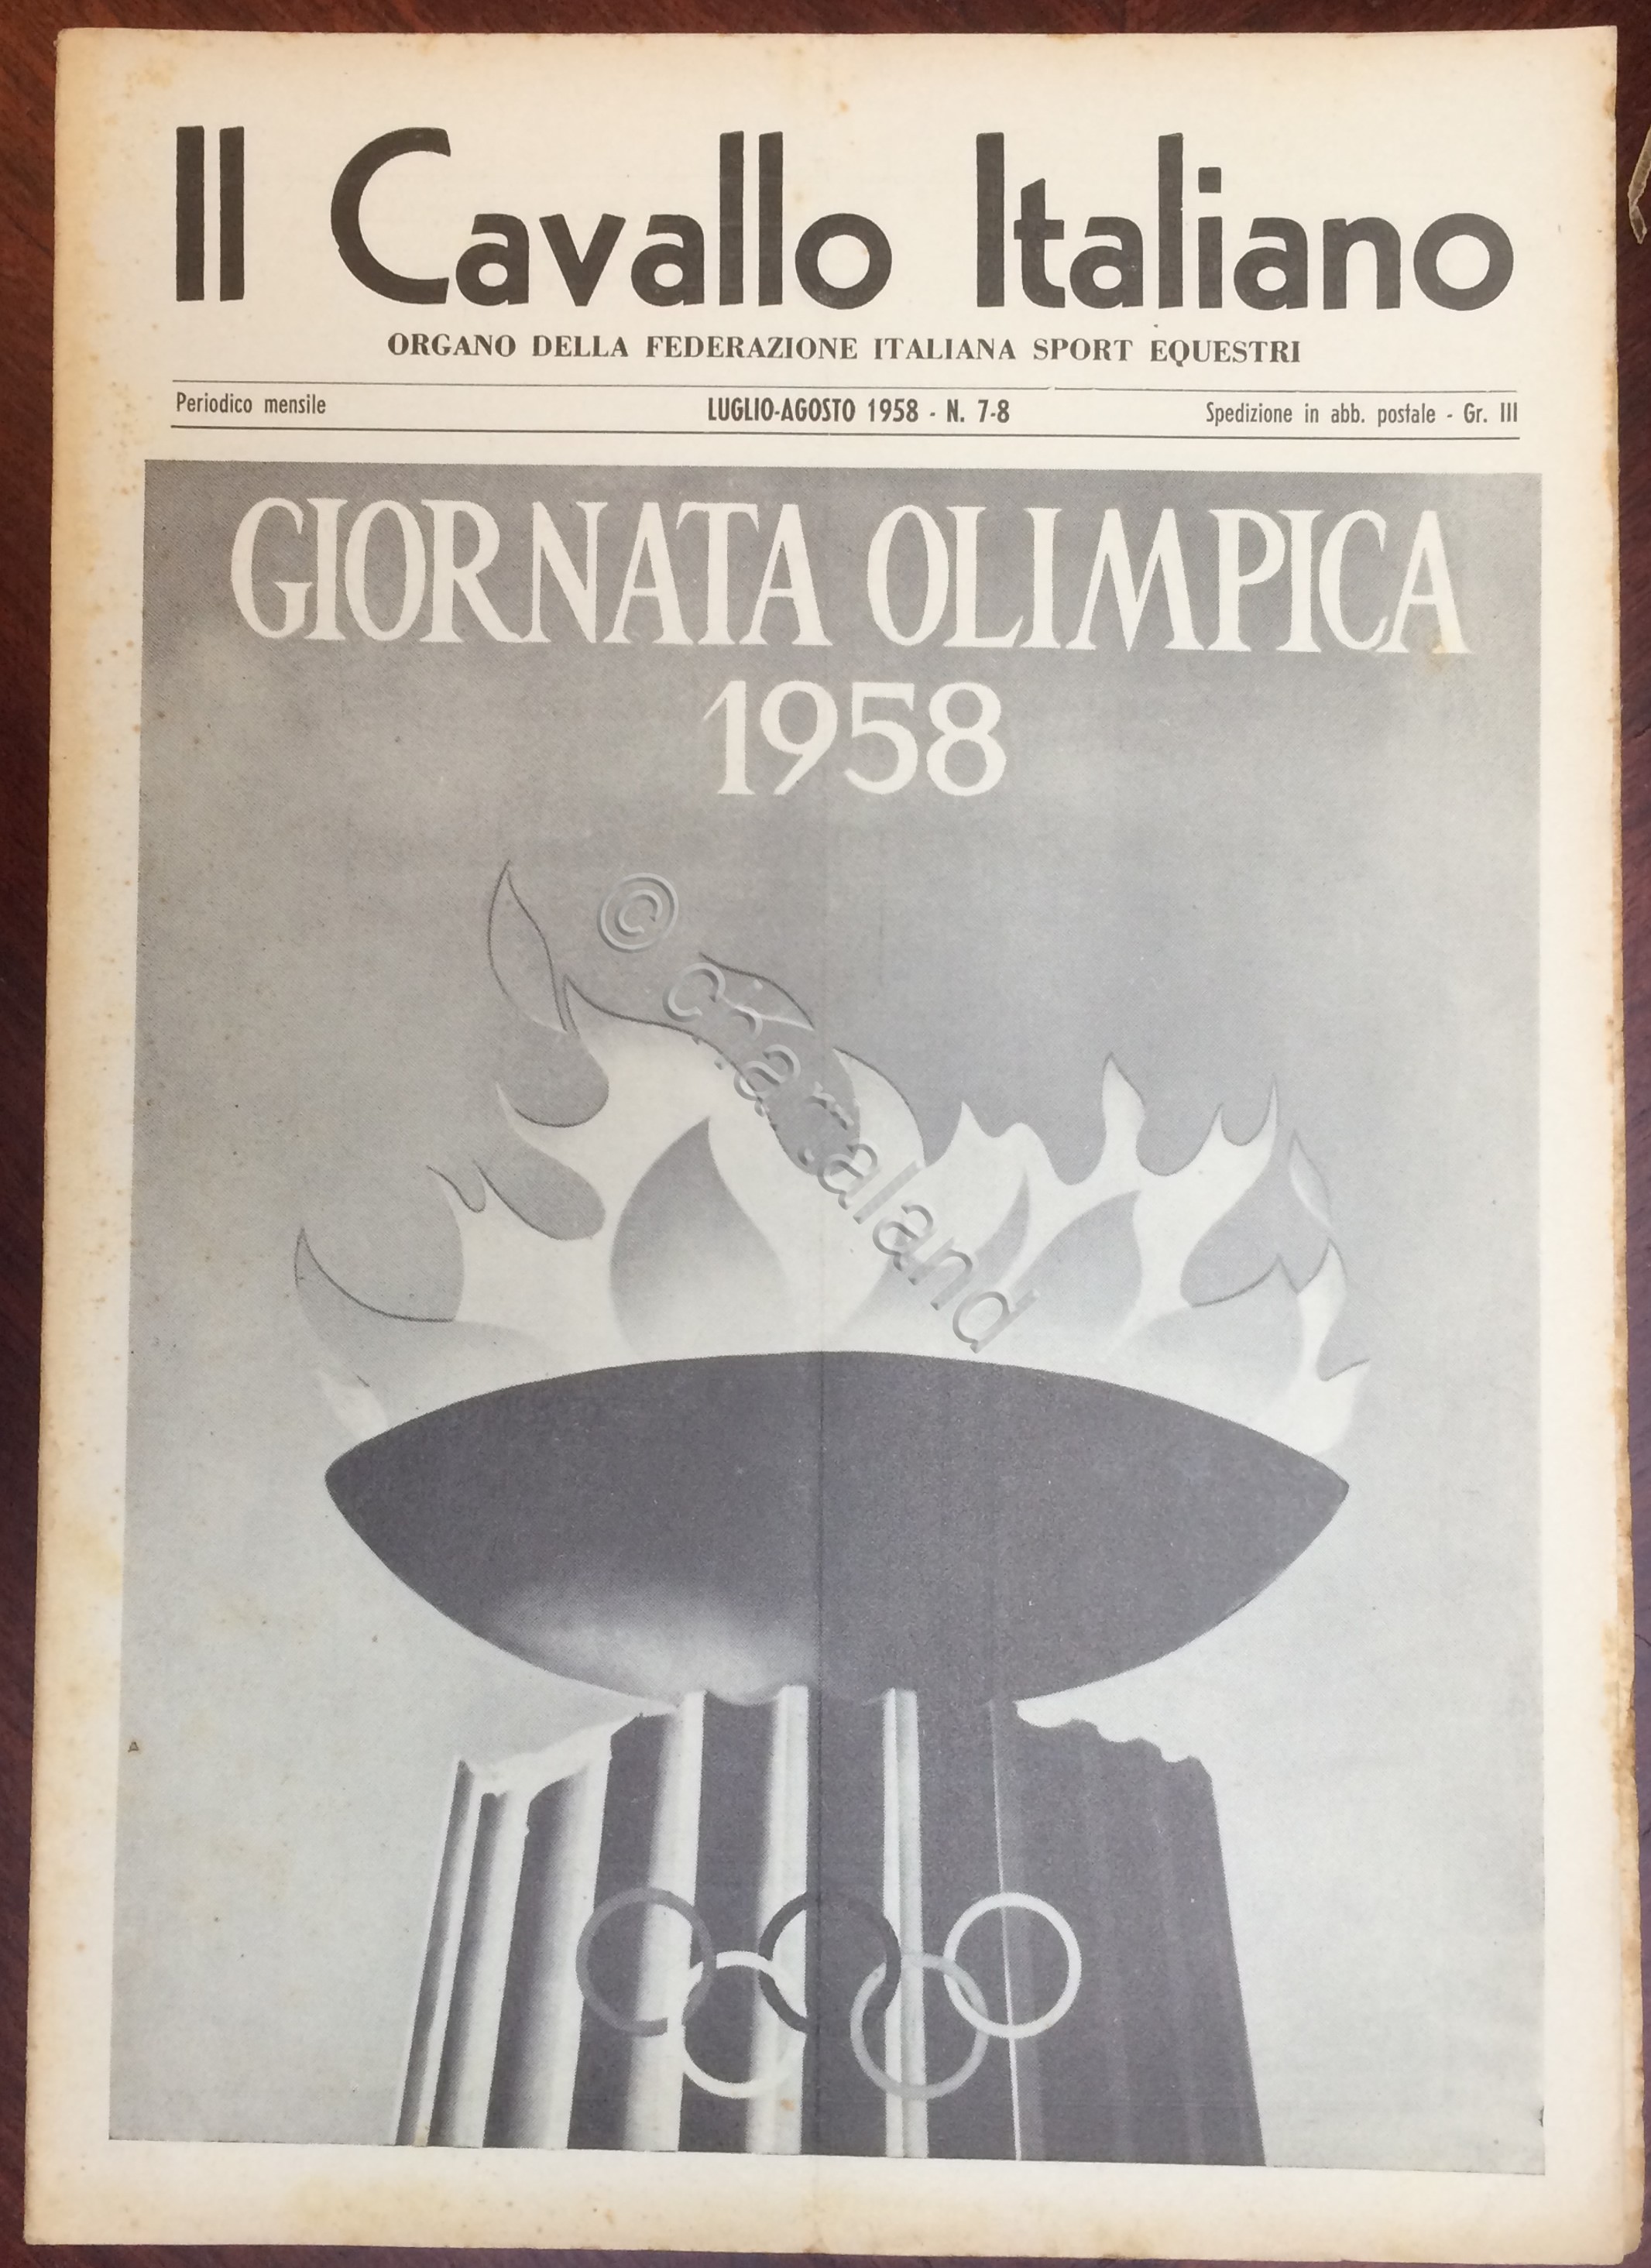 Il Cavallo Italiano
ORGANO DELLA FEDERAZIONE ITALIANA SPORT EQUESTRI
Periodico mensile LUGLIO-AGOSTO 1958 - N. 7-8 Spedizione in abb. postale - Gr. III
GIORNATA OLIMPICA
1958
© Chartaland